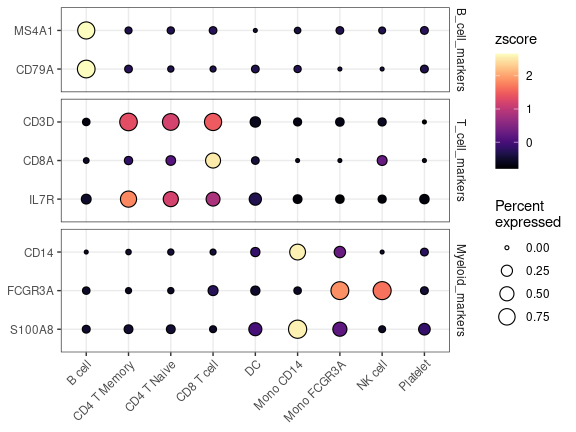 MS4A1
CD79A
B_cell_markers
CD3D
CD8A
IL7R
T_cell_markers
CD14
FCGR3A
S100A8
Myeloid_markers
B cell
CD4 T Memory
CD4 T Naive
CD8 T cell
DC
Mono CD14
Mono FCGR3A
NK cell
Platelet
zscore
2
1
0
Percent
expressed
0.00
0.25
0.50
0.75